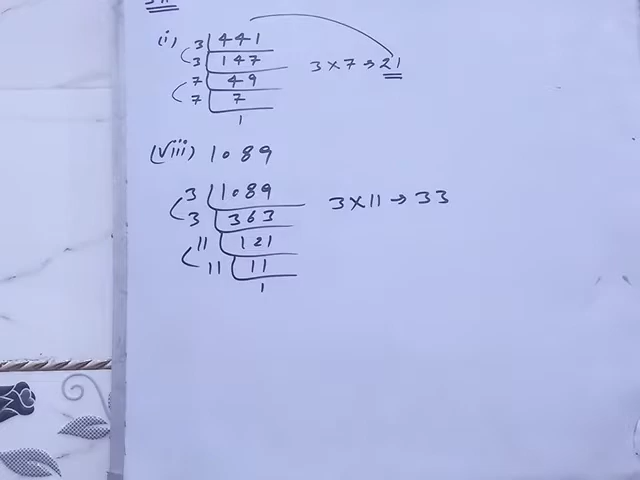 (i) 3 | 441
3 | 147 3 × 7 → 21
7 | 49
7 | 7
1
(viii) 1089
3 | 1089 3 × 11 → 33
3 | 363
11 | 121
11 | 11
1